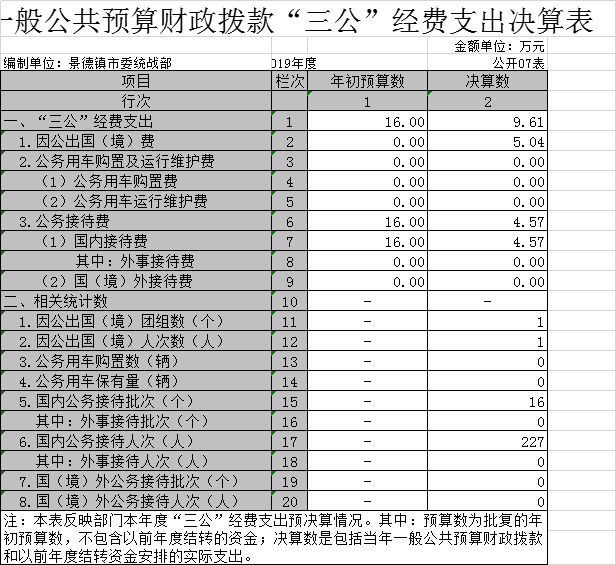 一般公共预算财政拨款“三公”经费支出决算表
金额单位：万元
编制单位：景德镇市委统战部 019年度 公开07表
项目 栏次 年初预算数 决算数
行次 1 2
一、“三公”经费支出 1 16.00 9.61
1.因公出国（境）费 2 0.00 5.04
2.公务用车购置及运行维护费 3 0.00 0.00
（1）公务用车购置费 4 0.00 0.00
（2）公务用车运行维护费 5 0.00 0.00
3.公务接待费 6 16.00 4.57
（1）国内接待费 7 16.00 4.57
其中：外事接待费 8 0.00 0.00
（2）国（境）外接待费 9 0.00 0.00
二、相关统计数 10 – –
1.因公出国（境）团组数（个） 11 – 1
2.因公出国（境）人次数（人） 12 – 1
3.公务用车购置数（辆） 13 – 0
4.公务用车保有量（辆） 14 – 0
5.国内公务接待批次（个） 15 – 16
其中：外事接待批次（个） 16 – 0
6.国内公务接待人次（人） 17 – 227
其中：外事接待人次（人） 18 – 0
7.国（境）外公务接待批次（个） 19 – 0
8.国（境）外公务接待人次（人） 20 – 0
注：本表反映部门本年度“三公”经费支出预决算情况。其中：预算数为批复的年
初预算数，不包含以前年度结转的资金；决算数是包括当年一般公共预算财政拨款
和以前年度结转资金安排的实际支出。